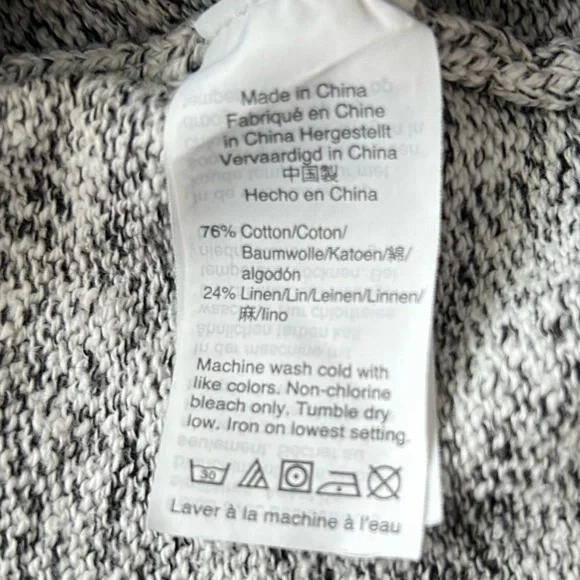 Made in China
Fabriqué en Chine
in China Hergestellt
Vervaardigd in China
中国製
Hecho en China
76% Cotton/Coton/
Baumwolle/Katoen/綿/
algodón
24% Linen/Lin/Leinen/Linnen/
麻/lino
Machine wash cold with
like colors. Non-chlorine
bleach only. Tumble dry
low. Iron on lowest setting.
30
Laver à la machine à l'eau